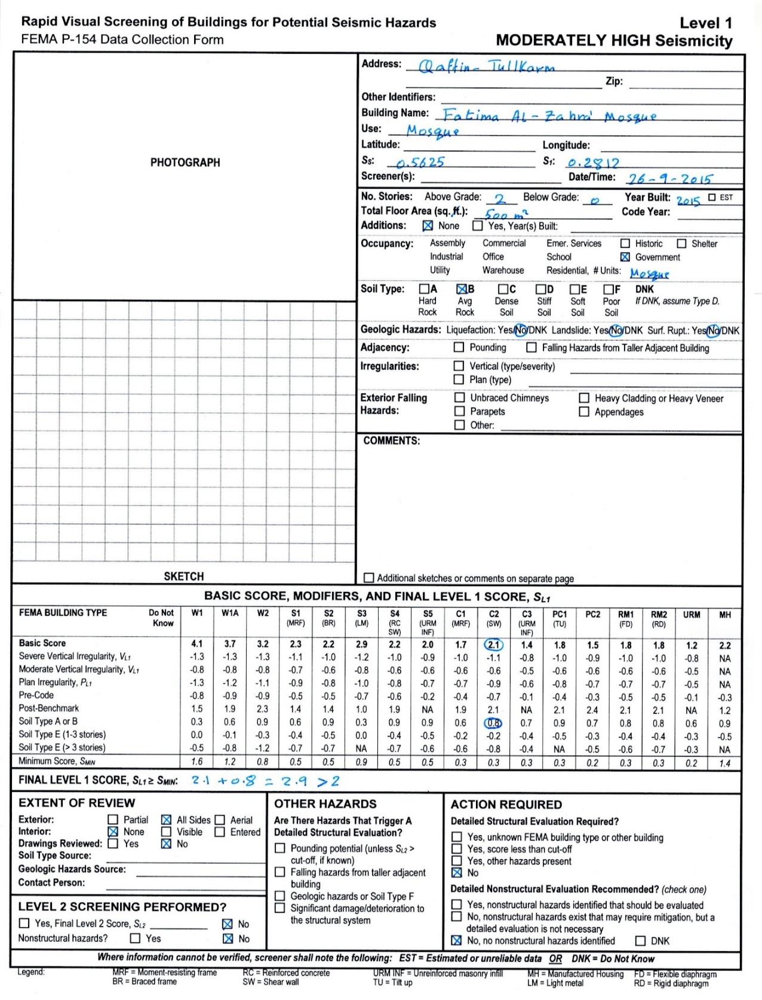 Rapid Visual Screening of Buildings for Potential Seismic Hazards
Level 1
FEMA P-154 Data Collection Form
MODERATELY HIGH Seismicity
PHOTOGRAPH
Address: Qaffin- Tullkarm
Zip:
Other Identifiers:
Building Name: Fatima AL-Zahra' Mosque
Use: Mosque
Latitude: Longitude:
Ss: 0.5625 S1: 0.2812
Screener(s): Date/Time: 26-9-2015
No. Stories: Above Grade: 2 Below Grade: 0 Year Built: 2015 EST
Total Floor Area (sq. ft.): 500 m² Code Year:
Additions: None Yes, Year(s) Built:
Occupancy: Assembly Commercial Emer. Services Historic Shelter
Industrial Office School Government
Utility Warehouse Residential, # Units: Mosque
Soil Type: A B C D E F DNK
Hard Avg Dense Stiff Soft Poor If DNK, assume Type D.
Rock Rock Soil Soil Soil Soil
Geologic Hazards: Liquefaction: Yes/No/DNK Landslide: Yes/No/DNK Surf. Rupt.: Yes/No/DNK
Adjacency: Pounding Falling Hazards from Taller Adjacent Building
Irregularities: Vertical (type/severity)
Plan (type)
Exterior Falling Unbraced Chimneys Heavy Cladding or Heavy Veneer
Hazards: Parapets Appendages
Other:
COMMENTS:
SKETCH
Additional sketches or comments on separate page
BASIC SCORE, MODIFIERS, AND FINAL LEVEL 1 SCORE, SL1
FEMA BUILDING TYPE Do Not W1 W1A W2 S1 S2 S3 S4 S5 C1 C2 C3 PC1 PC2 RM1 RM2 URM MH
Know (MRF) (BR) (LM) (RC (URM (MRF) (SW) (URM (TU) (FD) (RD)
SW) INF) INF)
Basic Score 4.1 3.7 3.2 2.3 2.2 2.9 2.2 2.0 1.7 2.1 1.4 1.8 1.5 1.8 1.8 1.2 2.2
Severe Vertical Irregularity, VL1 -1.3 -1.3 -1.3 -1.1 -1.0 -1.2 -1.0 -0.9 -1.0 -1.1 -0.8 -1.0 -0.9 -1.0 -1.0 -0.8 NA
Moderate Vertical Irregularity, VL1 -0.8 -0.8 -0.8 -0.7 -0.6 -0.8 -0.6 -0.6 -0.6 -0.6 -0.5 -0.6 -0.6 -0.6 -0.6 -0.5 NA
Plan Irregularity, PL1 -1.3 -1.2 -1.1 -0.9 -0.8 -1.0 -0.8 -0.7 -0.7 -0.9 -0.6 -0.8 -0.7 -0.7 -0.7 -0.5 NA
Pre-Code -0.8 -0.9 -0.9 -0.5 -0.5 -0.7 -0.6 -0.2 -0.4 -0.7 -0.1 -0.4 -0.3 -0.5 -0.5 -0.1 -0.3
Post-Benchmark 1.5 1.9 2.3 1.4 1.4 1.0 1.9 NA 1.9 2.1 NA 2.1 2.4 2.1 2.1 NA 1.2
Soil Type A or B 0.3 0.6 0.9 0.6 0.9 0.3 0.9 0.9 0.6 0.8 0.7 0.9 0.7 0.8 0.8 0.6 0.9
Soil Type E (1-3 stories) 0.0 -0.1 -0.3 -0.4 -0.5 0.0 -0.4 -0.5 -0.2 -0.2 -0.4 -0.5 -0.3 -0.4 -0.4 -0.3 -0.5
Soil Type E (> 3 stories) -0.5 -0.8 -1.2 -0.7 -0.7 NA -0.7 -0.6 -0.6 -0.8 -0.4 NA -0.5 -0.6 -0.7 -0.3 NA
Minimum Score, SMIN 1.6 1.2 0.8 0.5 0.5 0.9 0.5 0.5 0.3 0.3 0.3 0.3 0.2 0.3 0.3 0.2 1.4
FINAL LEVEL 1 SCORE, SL1 ≥ SMIN: 2.1 + 0.8 = 2.9 > 2
EXTENT OF REVIEW
Exterior: Partial All Sides Aerial
Interior: None Visible Entered
Drawings Reviewed: Yes No
Soil Type Source:
Geologic Hazards Source:
Contact Person:
LEVEL 2 SCREENING PERFORMED?
Yes, Final Level 2 Score, SL2 No
Nonstructural hazards? Yes No
OTHER HAZARDS
Are There Hazards That Trigger A
Detailed Structural Evaluation?
Pounding potential (unless SL2 >
cut-off, if known)
Falling hazards from taller adjacent
building
Geologic hazards or Soil Type F
Significant damage/deterioration to
the structural system
ACTION REQUIRED
Detailed Structural Evaluation Required?
Yes, unknown FEMA building type or other building
Yes, score less than cut-off
Yes, other hazards present
No
Detailed Nonstructural Evaluation Recommended? (check one)
Yes, nonstructural hazards identified that should be evaluated
No, nonstructural hazards exist that may require mitigation, but a
detailed evaluation is not necessary
No, no nonstructural hazards identified DNK
Where information cannot be verified, screener shall note the following: EST = Estimated or unreliable data OR DNK = Do Not Know
Legend: MRF = Moment-resisting frame RC = Reinforced concrete URM INF = Unreinforced masonry infill MH = Manufactured Housing FD = Flexible diaphragm
BR = Braced frame SW = Shear wall TU = Tilt up LM = Light metal RD = Rigid diaphragm